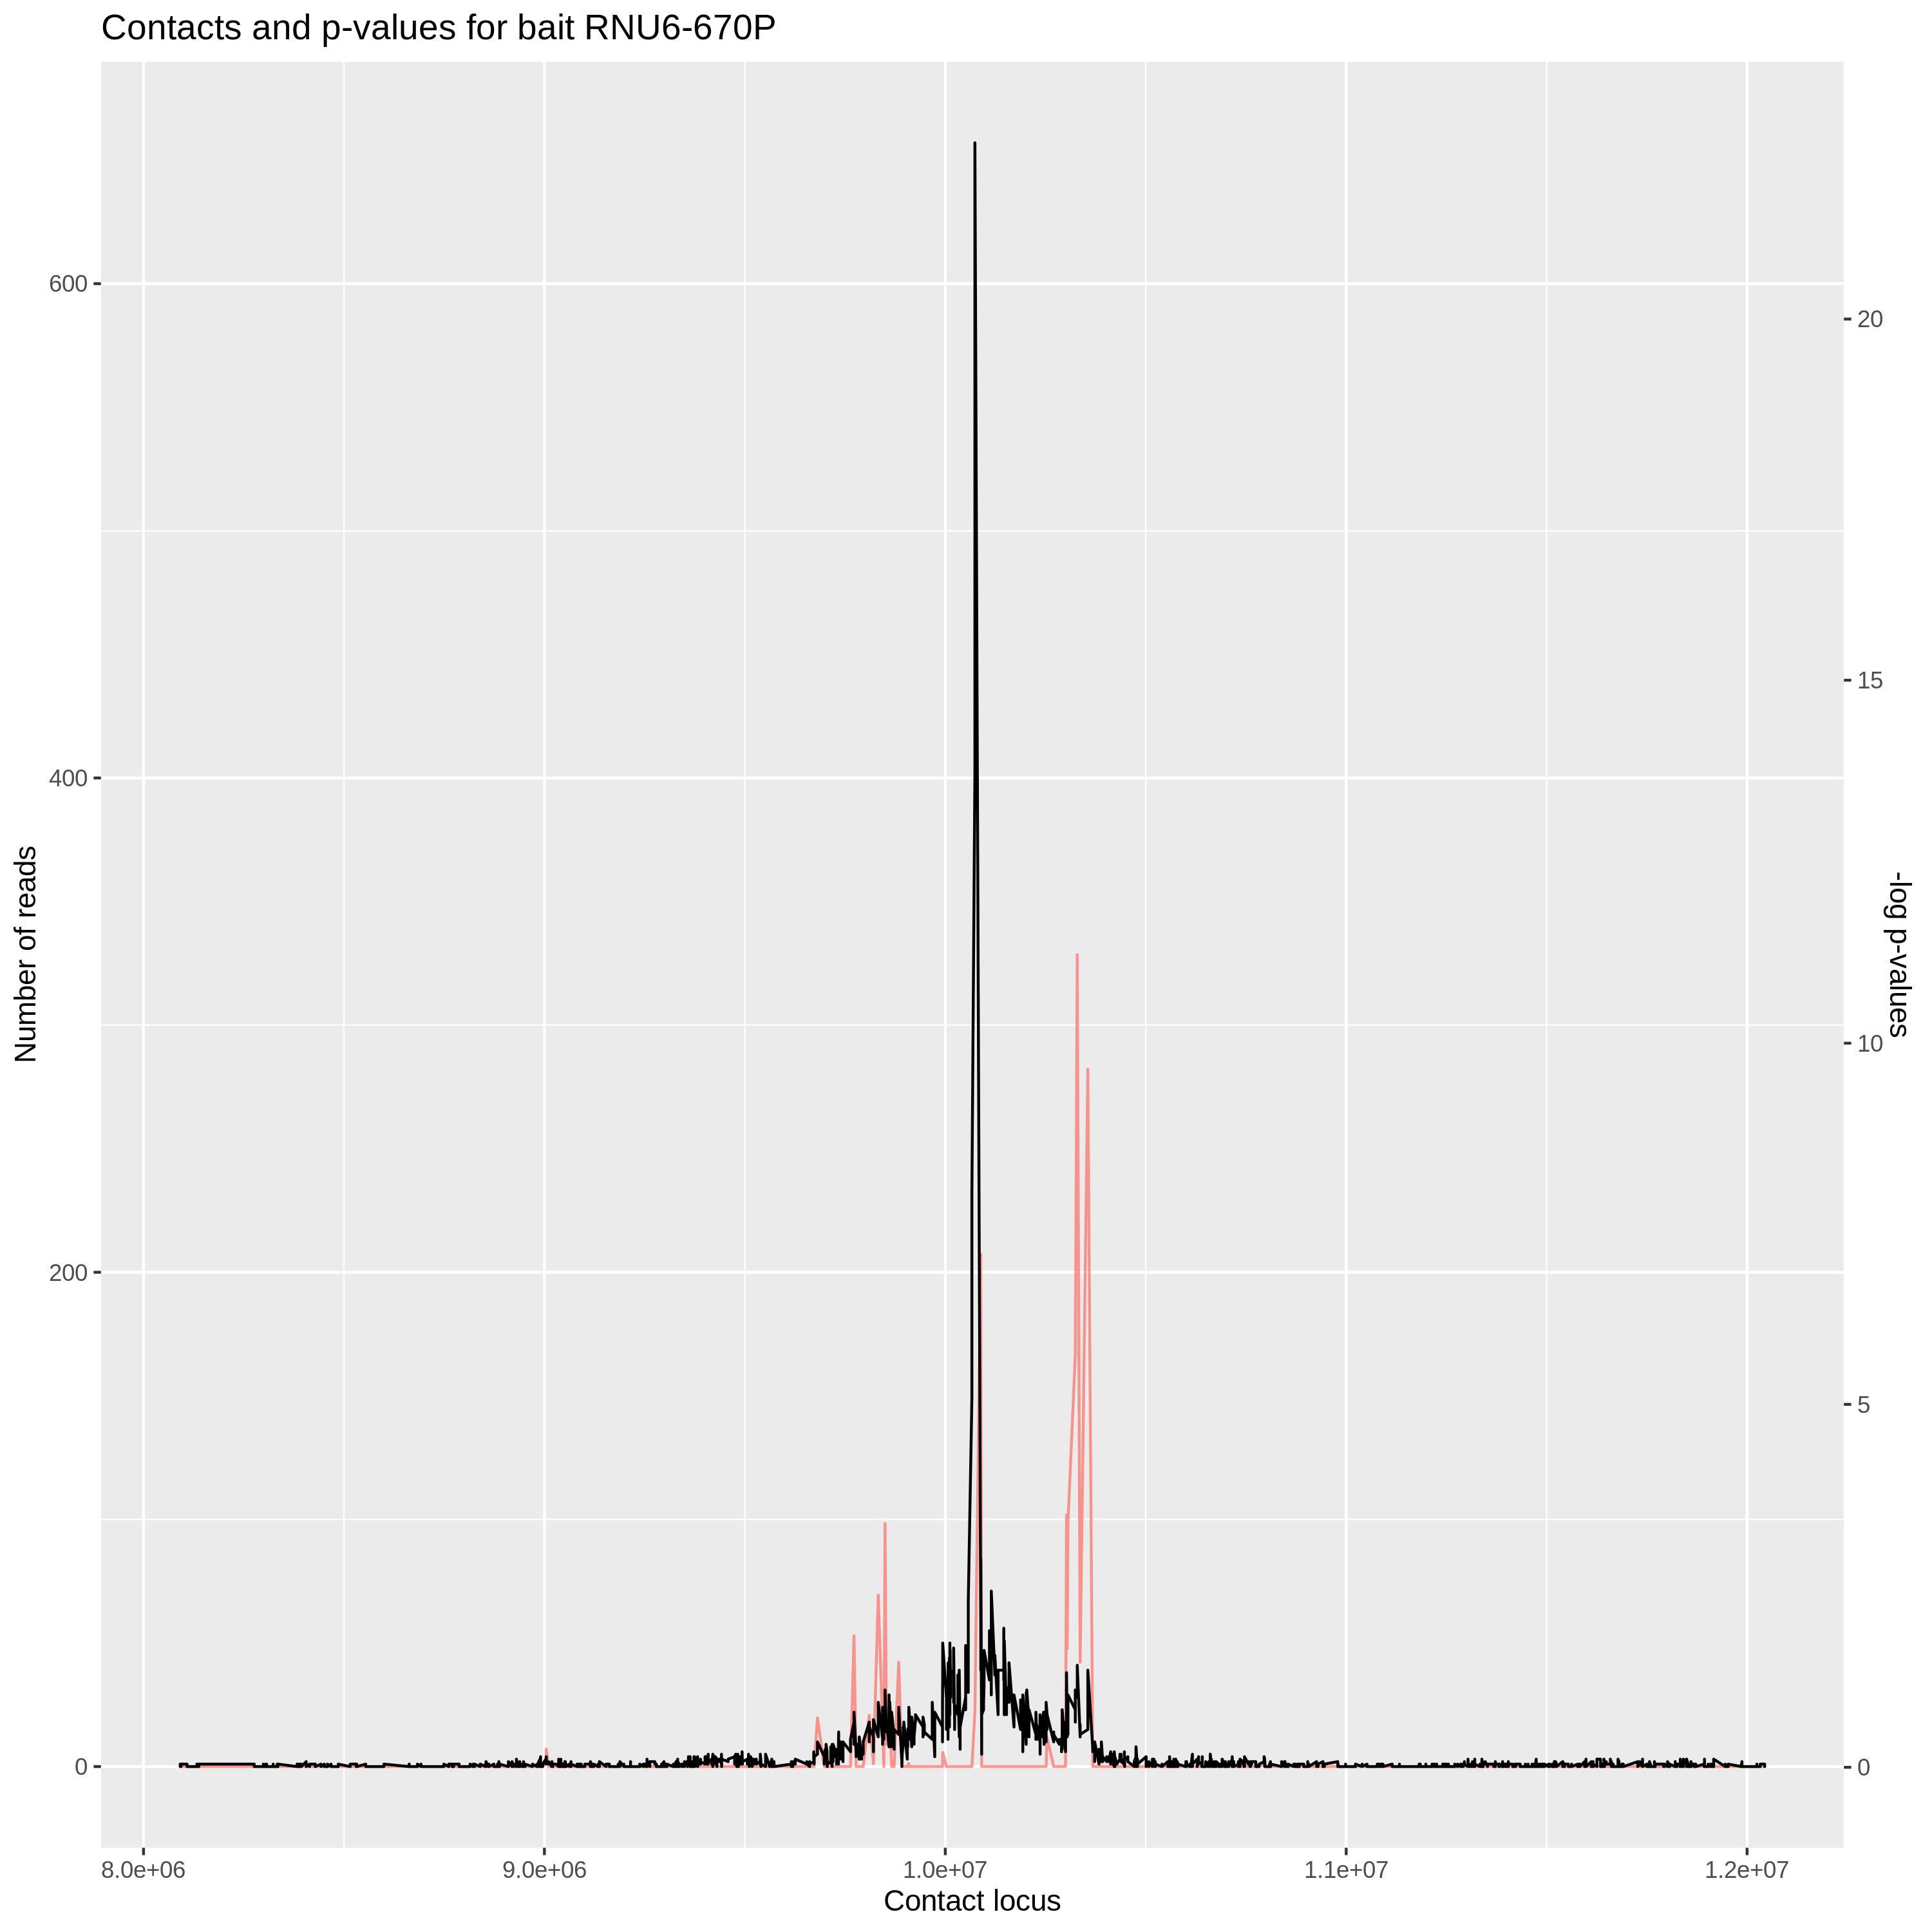 Contacts and p-values for bait RNU6-670P
600
400
200
0
Number of reads
20
15
10
5
0
-log p-values
8.0e+06
9.0e+06
1.0e+07
1.1e+07
1.2e+07
Contact locus